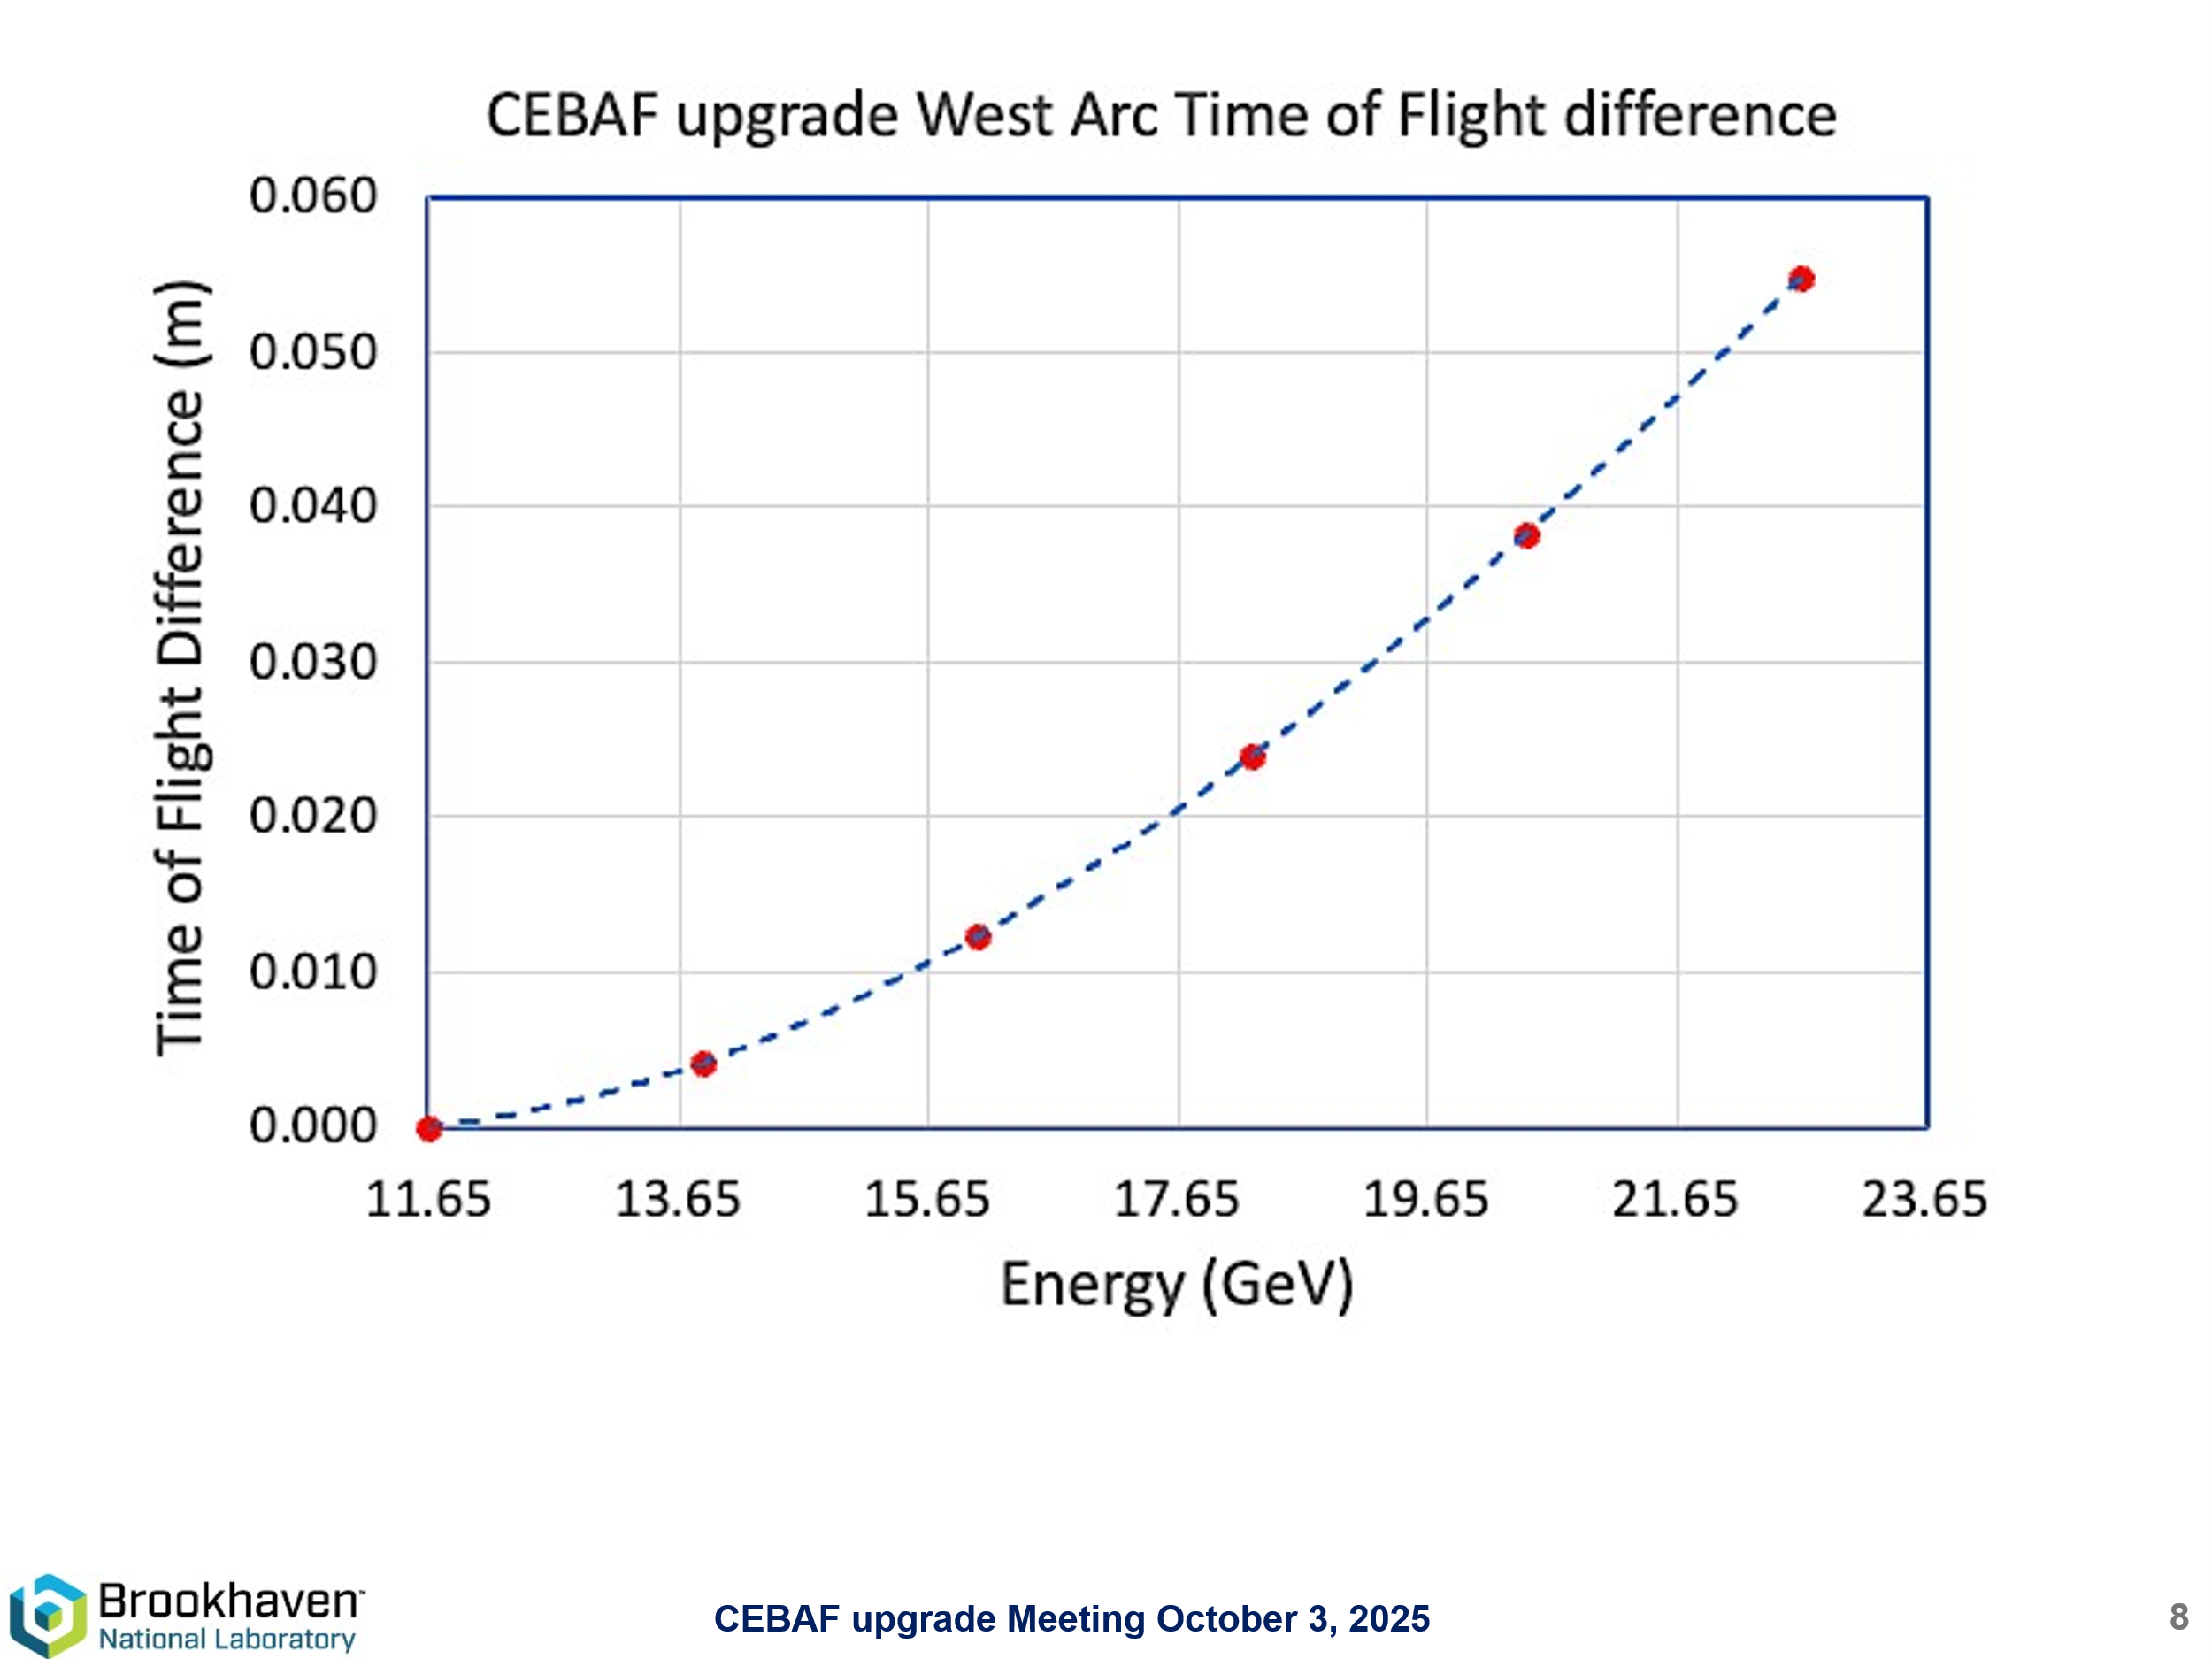 CEBAF upgrade West Arc Time of Flight difference
Time of Flight Difference (m)
0.060
0.050
0.040
0.030
0.020
0.010
0.000
11.65 13.65 15.65 17.65 19.65 21.65 23.65
Energy (GeV)
Brookhaven™
National Laboratory
CEBAF upgrade Meeting October 3, 2025
8